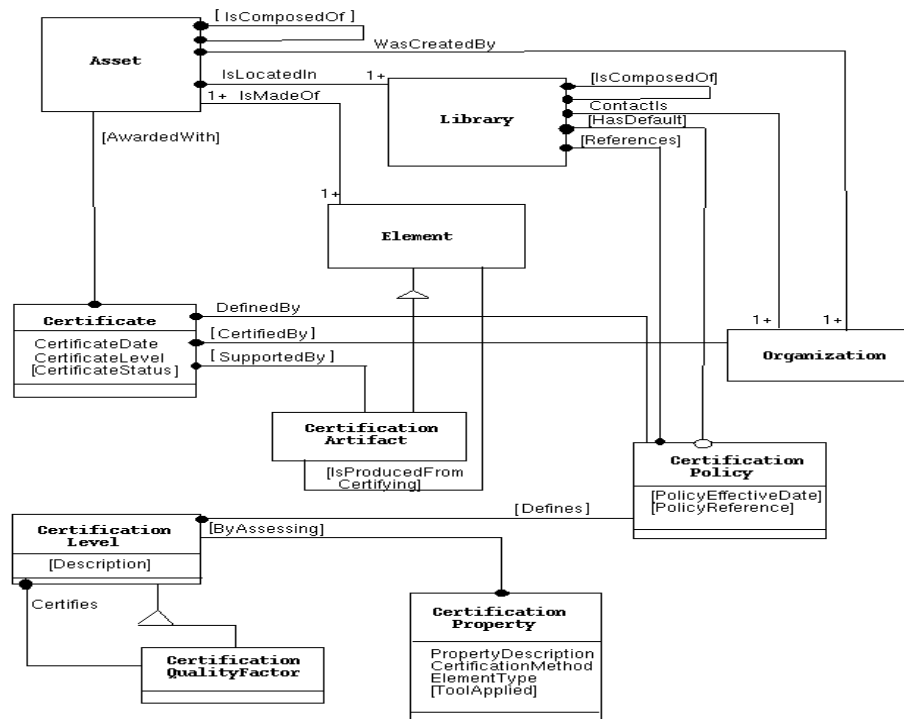 [ IsComposedOf ]
WasCreatedBy
Asset
IsLocatedIn
1+
[IsComposedOf]
1+ IsMadeOf
ContactIs
Library
[HasDefault]
[AwardedWith]
[References]
1+
Element
DefinedBy
Certificate
1+
1+
CertificateDate
[CertifiedBy]
CertificateLevel
[SupportedBy]
Organization
[CertificateStatus]
Certification
Artifact
[IsProducedFrom
Certifying]
Certification
Policy
[PolicyEffectiveDate]
[PolicyReference]
[Defines]
Certification
Level
[ByAssessing]
[Description]
Certifies
Certification
Property
PropertyDescription
CertificationMethod
ElementType
[ToolApplied]
Certification
QualityFactor